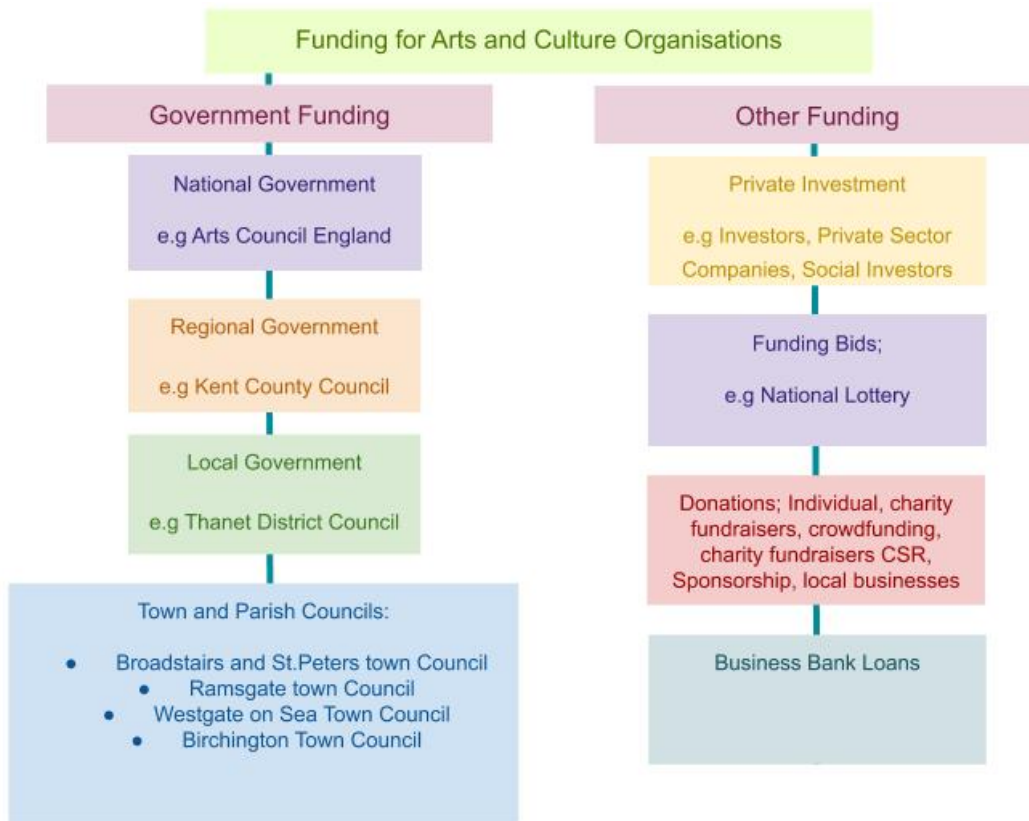 Funding for Arts and Culture Organisations
Government Funding
National Government
e.g Arts Council England
Regional Government
e.g Kent County Council
Local Government
e.g Thanet District Council
Town and Parish Councils:
● Broadstairs and St.Peters town Council
● Ramsgate town Council
● Westgate on Sea Town Council
● Birchington Town Council
Other Funding
Private Investment
e.g Investors, Private Sector
Companies, Social Investors
Funding Bids;
e.g National Lottery
Donations; Individual, charity
fundraisers, crowdfunding,
charity fundraisers CSR,
Sponsorship, local businesses
Business Bank Loans